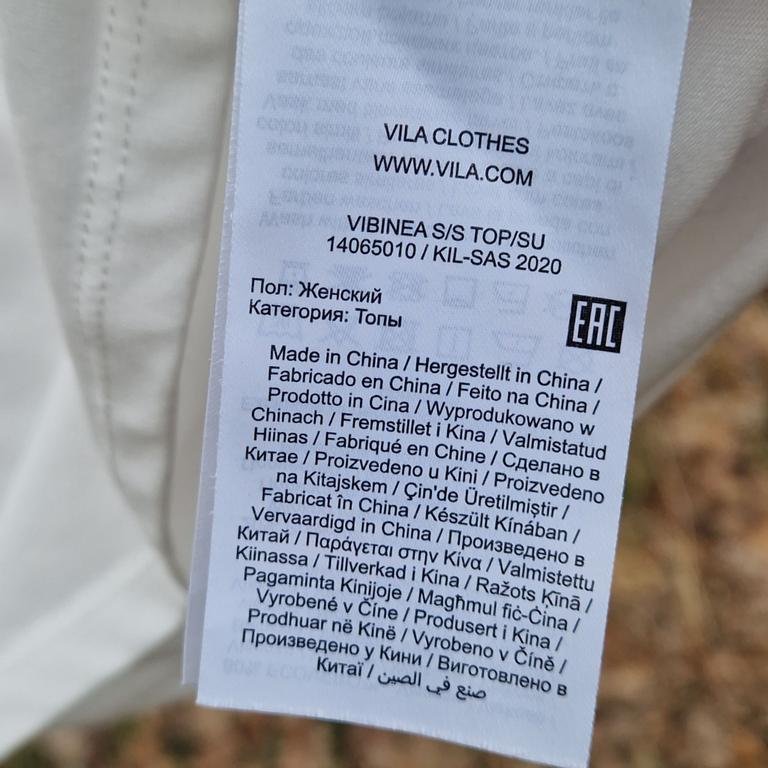 VILA CLOTHES
WWW.VILA.COM
VIBINEA S/S TOP/SU
14065010 / KIL-SAS 2020
Пол: Женский
Категория: Топы
EAC
Made in China / Hergestellt in China /
Fabricado en China / Feito na China /
Prodotto in Cina / Wyprodukowano w
Chinach / Fremstillet i Kina / Valmistatud
Hiinas / Fabriqué en Chine / Сделано в
Китае / Proizvedeno u Kini / Proizvedeno
na Kitajskem / Çin'de Üretilmiştir /
Fabricat în China / Készült Kínában /
Vervaardigd in China / Произведено в
Китай / Παράγεται στην Κίνα / Valmistettu
Kiinassa / Tillverkad i Kina / Ražots Ķīnā /
Pagaminta Kinijoje / Magħmul fiċ-Ċina /
Vyrobené v Číne / Produsert i Kina /
Prodhuar në Kinë / Vyrobeno v Číně /
Произведено у Кини / Виготовлено в
Китаї / صنع في الصين